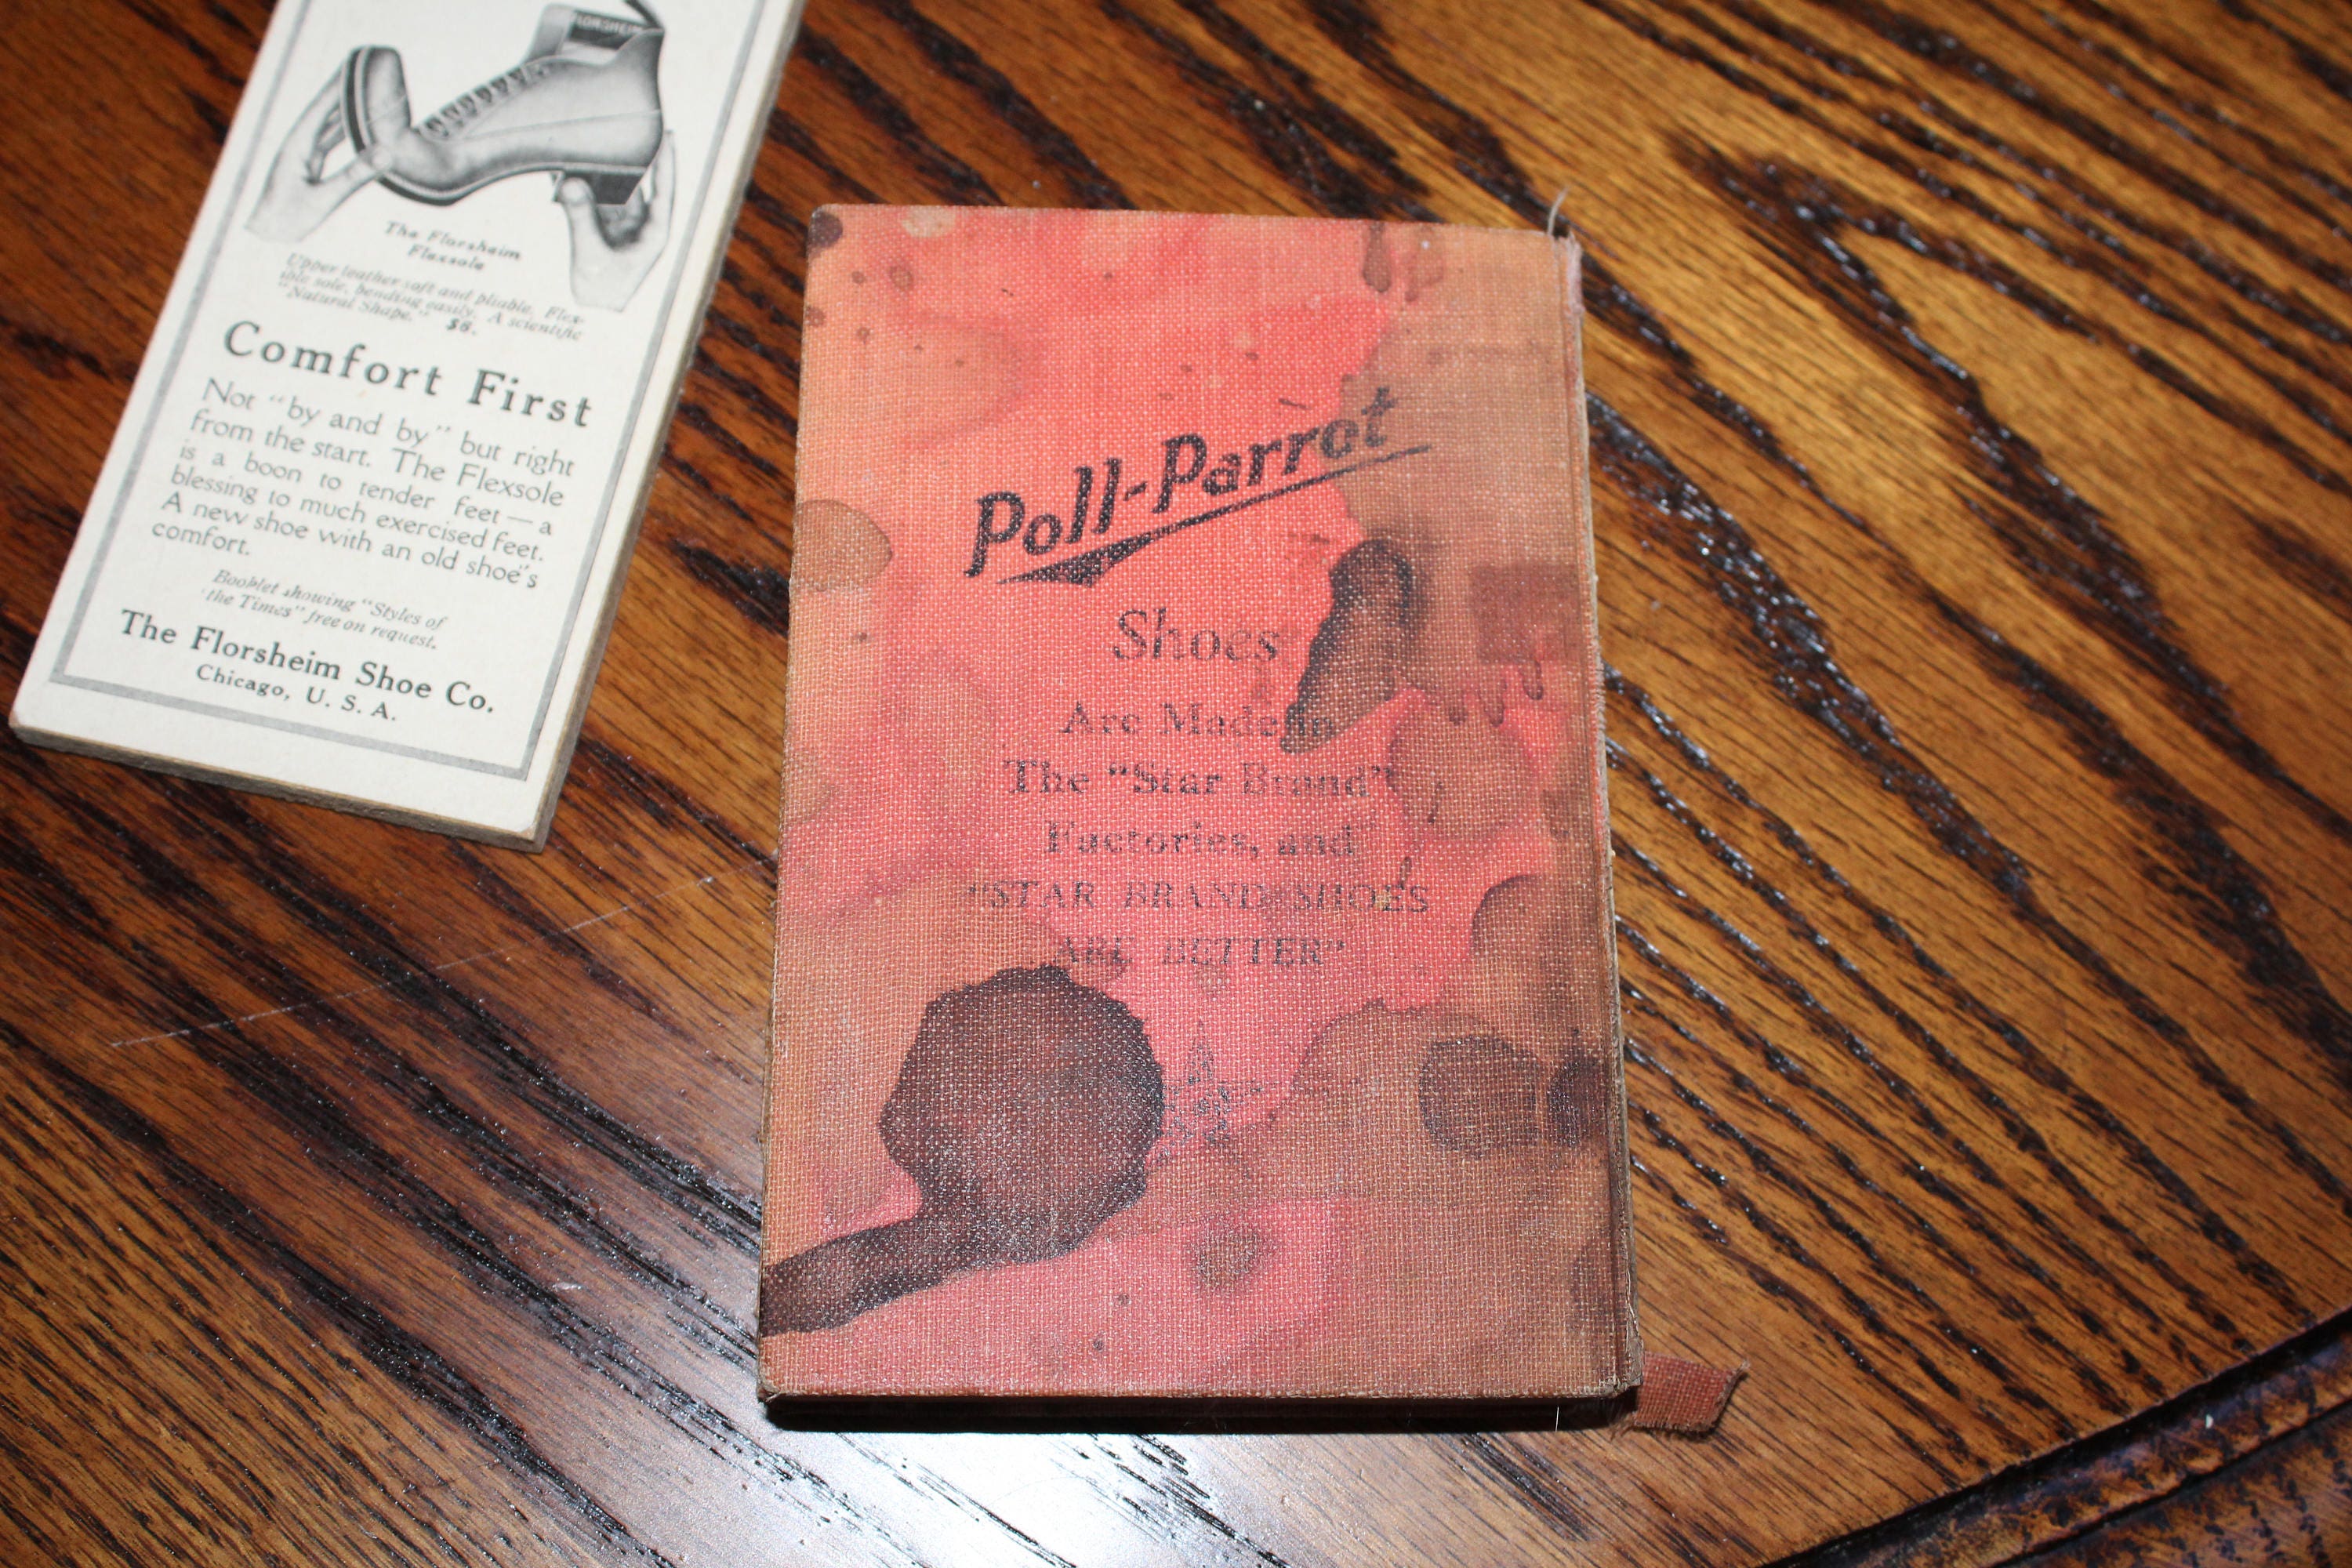 FLORSHEIM
The Florsheim
Flexsole
Upper leather soft and pliable. Flex-
ible sole, bending easily. A scientific
"Natural Shape." $6.
Comfort First
Not "by and by" but right
from the start. The Flexsole
is a boon to tender feet — a
blessing to much exercised feet.
A new shoe with an old shoe's
comfort.
Booklet showing "Styles of
the Times" free on request.
The Florsheim Shoe Co.
Chicago, U. S. A.
Poll-Parrot
Shoes
Are Made in
The "Star Brand"
Factories, and
"STAR BRAND SHOES
ARE BETTER"